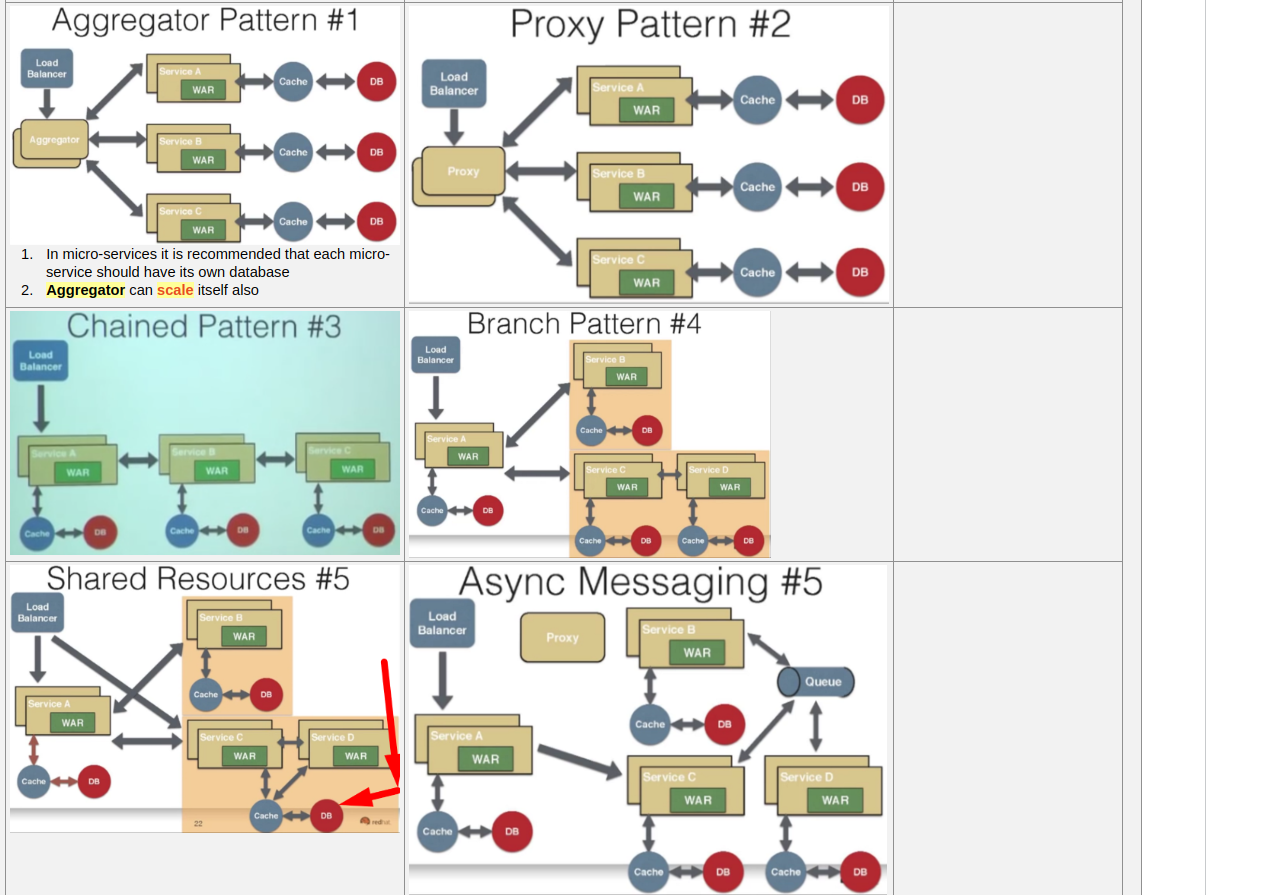 Aggregator Pattern #1
Load
Balancer
Aggregator
Service A
WAR
Cache
DB
Service B
WAR
Cache
DB
Service C
WAR
Cache
DB
1. In micro-services it is recommended that each micro-
service should have its own database
2. Aggregator can scale itself also
Proxy Pattern #2
Load
Balancer
Proxy
Service A
WAR
Cache
DB
Service B
WAR
Cache
DB
Service C
WAR
Cache
DB
Chained Pattern #3
Load
Balancer
Service A
WAR
Service B
WAR
Service C
WAR
Cache
DB
Cache
DB
Cache
DB
Branch Pattern #4
Load
Balancer
Service B
WAR
Cache
DB
Service A
WAR
Cache
DB
Service C
WAR
Service D
WAR
Cache
DB
Cache
DB
Shared Resources #5
Load
Balancer
Service B
WAR
Cache
DB
Service A
WAR
Cache
DB
Service C
WAR
Service D
WAR
Cache
DB
22
redhat
Async Messaging #5
Load
Balancer
Proxy
Service B
WAR
Queue
Cache
DB
Service A
WAR
Cache
DB
Service C
WAR
Service D
WAR
Cache
DB
Cache
DB